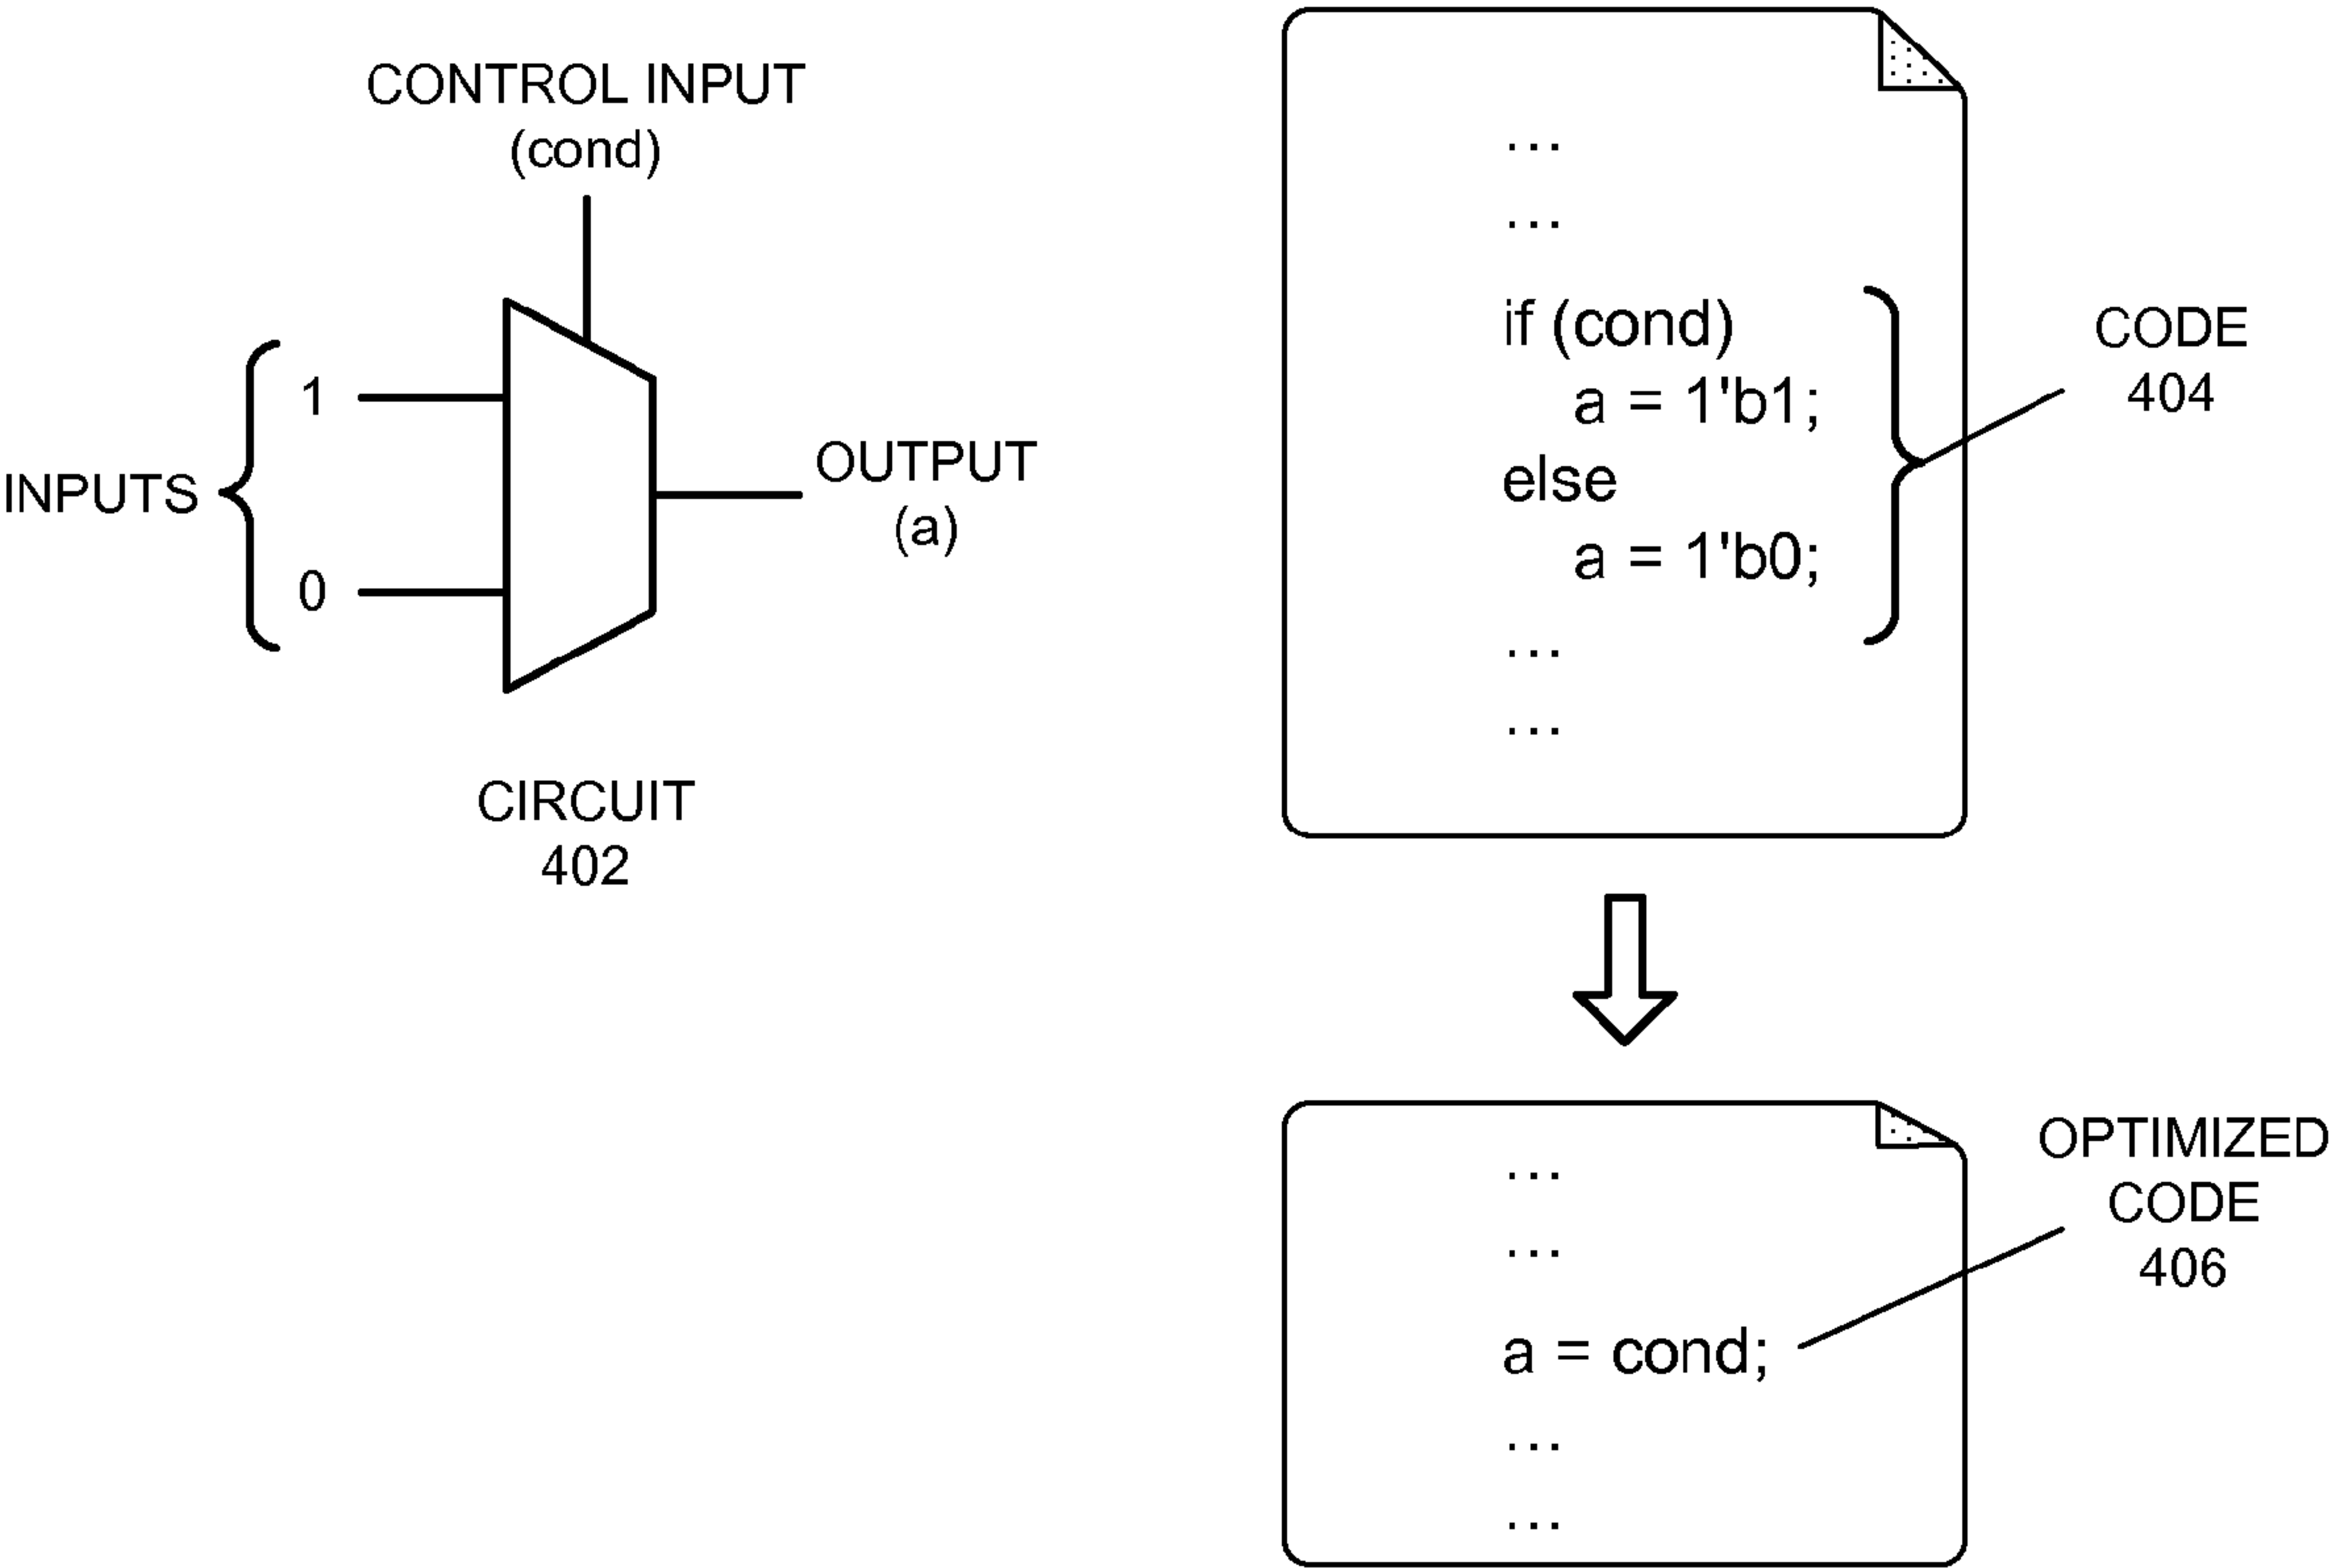 CONTROL INPUT
(cond)
INPUTS
1
0
OUTPUT
(a)
CIRCUIT
402
...
...
if (cond)
a = 1'b1;
else
a = 1'b0;
...
...
CODE
404
...
...
a = cond;
...
...
OPTIMIZED
CODE
406